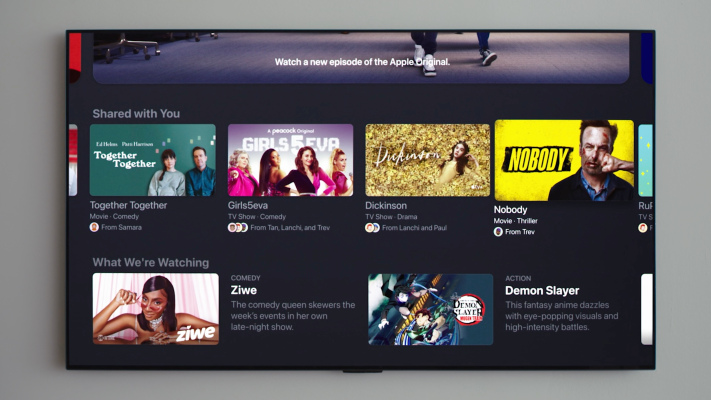 Watch a new episode of the Apple Original.
Shared with You
Ed Helms Patti Harrison
Together
Together
A peacock Original
GIRLS5EVA
Dickinson
NOBODY
Together Together
Movie · Comedy
From Samara
Girls5eva
TV Show · Comedy
From Tan, Lanchi, and Trev
Dickinson
TV Show · Drama
From Lanchi and Paul
Nobody
Movie · Thriller
From Trev
What We're Watching
ziwe
COMEDY
Ziwe
The comedy queen skewers the
week's events in her own
late-night show.
DEMON
SLAYER
ACTION
Demon Slayer
This fantasy anime dazzles
with eye-popping visuals and
high-intensity battles.